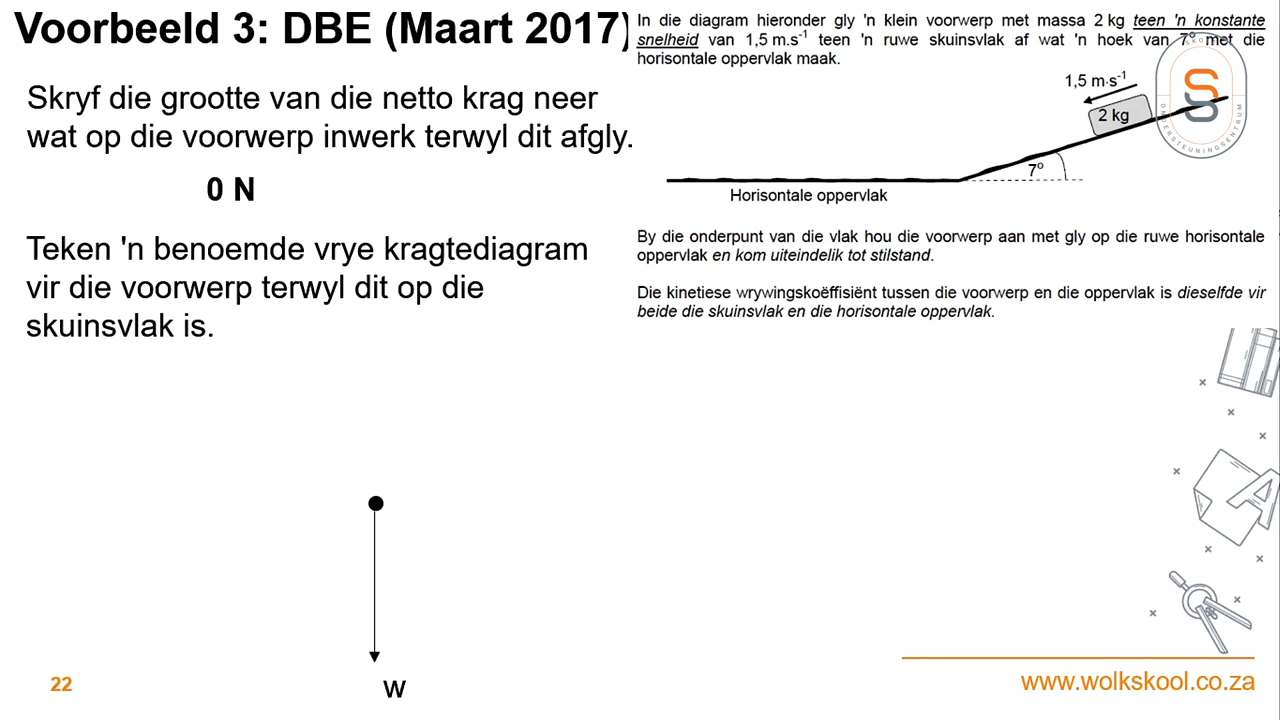 Voorbeeld 3: DBE (Maart 2017)
Skryf die grootte van die netto krag neer
wat op die voorwerp inwerk terwyl dit afgly.
0 N
Teken 'n benoemde vrye kragtediagram
vir die voorwerp terwyl dit op die
skuinsvlak is.
w
22
In die diagram hieronder gly 'n klein voorwerp met massa 2 kg teen 'n konstante
snelheid van 1,5 m.s-1 teen 'n ruwe skuinsvlak af wat 'n hoek van 7º met die
horisontale oppervlak maak.
1,5 m·s-1
2 kg
7º
Horisontale oppervlak
By die onderpunt van die vlak hou die voorwerp aan met gly op die ruwe horisontale
oppervlak en kom uiteindelik tot stilstand.
Die kinetiese wrywingskoëffisiënt tussen die voorwerp en die oppervlak is dieselfde vir
beide die skuinsvlak en die horisontale oppervlak.
ONDERSTEUNINGSENTRUM
www.wolkskool.co.za